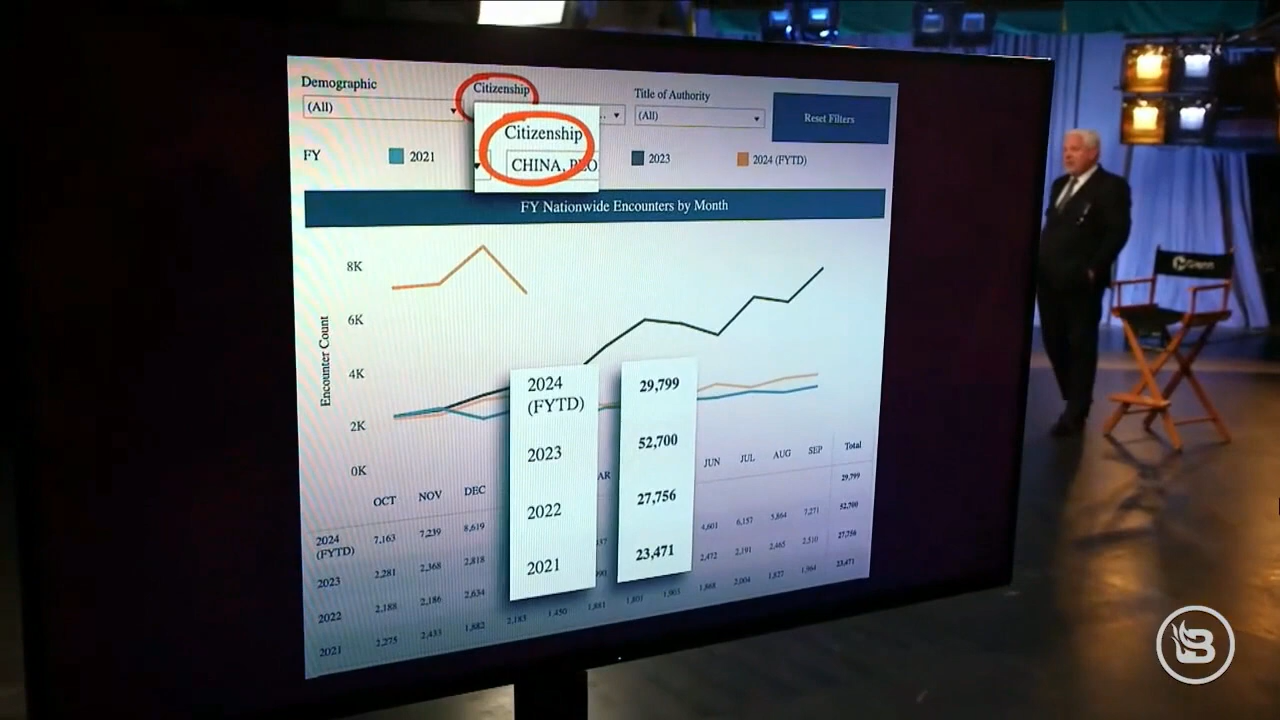 Demographic
Citizenship
Title of Authority
(All)
(All)
Reset Filters
Citizenship
CHINA,
FY
2021
2023
2024 (FYTD)
FY Nationwide Encounters by Month
Encounter Count
8K
6K
4K
2K
0K
2024
(FYTD)
29,799
2023
52,700
2022
27,756
2021
23,471
OCT NOV DEC AR JUN JUL AUG SEP Total
2024
(FYTD)
7,163 7,239 8,619 29,799
2023
2,281 2,368 2,818 4,601 6,157 5,864 7,271 52,700
2022
2,188 2,186 2,634 2,472 2,191 2,465 2,510 27,756
2021
2,275 2,433 1,882 2,183 1,450 1,881 1,801 1,903 1,868 2,004 1,827 1,964 23,471
Glenn
B